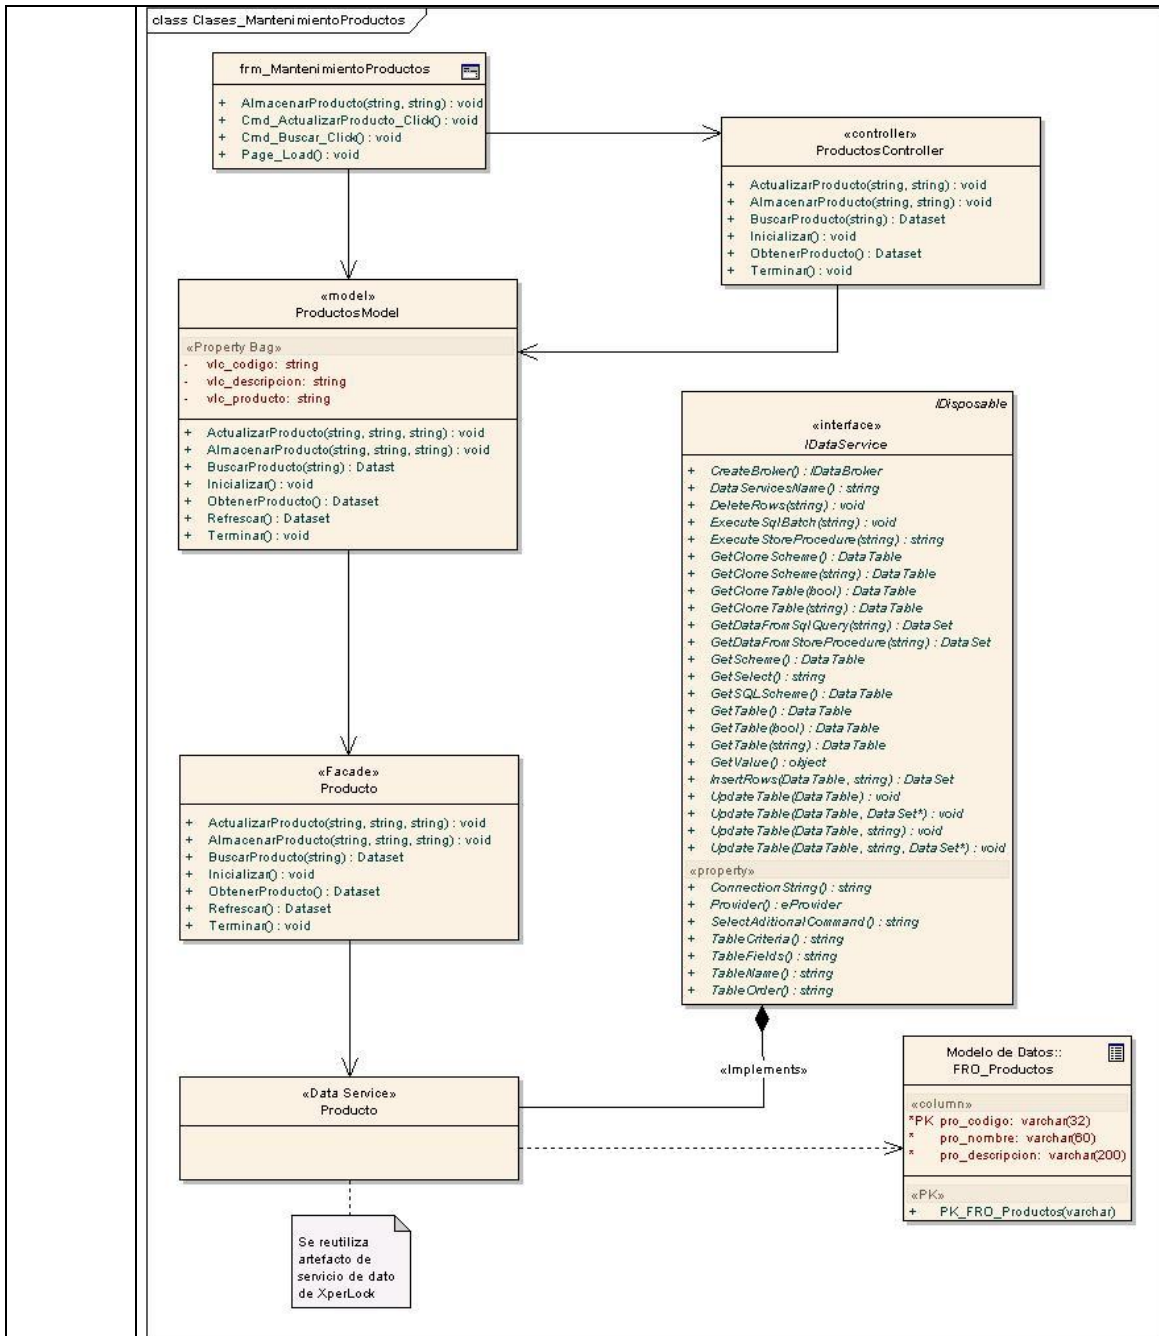 class Clases_MantenimientoProductos
frm_MantenimientoProductos
+ AlmacenarProducto(string, string) : void
+ Cmd_ActualizarProducto_Click() : void
+ Cmd_Buscar_Click() : void
+ Page_Load() : void
«controller»
ProductosController
+ ActualizarProducto(string, string) : void
+ AlmacenarProducto(string, string) : void
+ BuscarProducto(string) : Dataset
+ Inicializar() : void
+ ObtenerProducto() : Dataset
+ Terminar() : void
«model»
ProductosModel
«Property Bag»
- vlc_codigo: string
- vlc_descripcion: string
- vlc_producto: string
+ ActualizarProducto(string, string, string) : void
+ AlmacenarProducto(string, string, string) : void
+ BuscarProducto(string) : Datast
+ Inicializar() : void
+ ObtenerProducto() : Dataset
+ Refrescar() : Dataset
+ Terminar() : void
IDisposable
«interface»
IDataService
+ CreateBroker() : IDataBroker
+ DataServicesName() : string
+ DeleteRows(string) : void
+ ExecuteSqlBatch(string) : void
+ ExecuteStoreProcedure(string) : string
+ GetCloneScheme() : DataTable
+ GetCloneScheme(string) : DataTable
+ GetCloneTable(bool) : DataTable
+ GetCloneTable(string) : DataTable
+ GetDataFromSqlQuery(string) : DataSet
+ GetDataFromStoreProcedure(string) : DataSet
+ GetScheme() : DataTable
+ GetSelect() : string
+ GetSQLScheme() : DataTable
+ GetTable() : DataTable
+ GetTable(bool) : DataTable
+ GetTable(string) : DataTable
+ GetValue() : object
+ InsertRows(DataTable, string) : DataSet
+ UpdateTable(DataTable) : void
+ UpdateTable(DataTable, DataSet*) : void
+ UpdateTable(DataTable, string) : void
+ UpdateTable(DataTable, string, DataSet*) : void
«property»
+ ConnectionString() : string
+ Provider() : eProvider
+ SelectAditionalCommand() : string
+ TableCriteria() : string
+ TableFields() : string
+ TableName() : string
+ TableOrder() : string
«Facade»
Producto
+ ActualizarProducto(string, string, string) : void
+ AlmacenarProducto(string, string, string) : void
+ BuscarProducto(string) : Dataset
+ Inicializar() : void
+ ObtenerProducto() : Dataset
+ Refrescar() : Dataset
+ Terminar() : void
«Implements»
«Data Service»
Producto
Modelo de Datos::
FRO_Productos
«column»
*PK pro_codigo: varchar(32)
* pro_nombre: varchar(60)
* pro_descripcion: varchar(200)
«PK»
+ PK_FRO_Productos(varchar)
Se reutiliza
artefacto de
servicio de dato
de XperLock